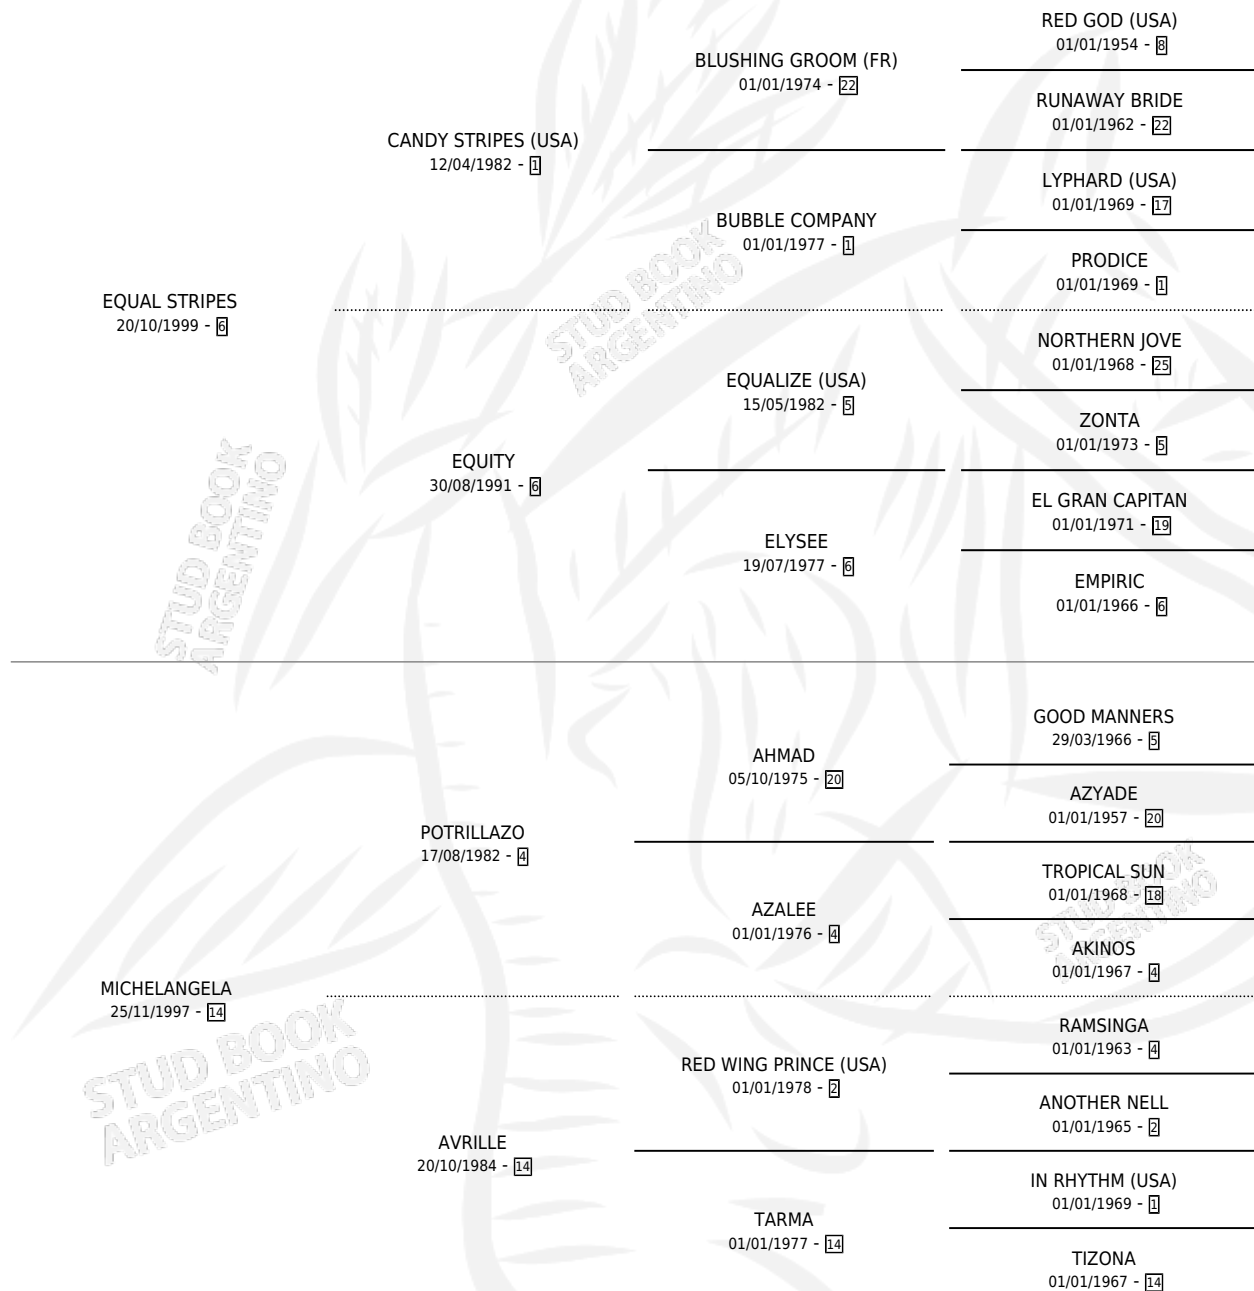 RED GOD (USA)
01/01/1954 - 8
BLUSHING GROOM (FR)
01/01/1974 - 22
RUNAWAY BRIDE
01/01/1962 - 22
CANDY STRIPES (USA)
12/04/1982 - 1
LYPHARD (USA)
01/01/1969 - 17
BUBBLE COMPANY
01/01/1977 - 1
PRODICE
01/01/1969 - 1
EQUAL STRIPES
20/10/1999 - 6
NORTHERN JOVE
01/01/1968 - 25
EQUALIZE (USA)
15/05/1982 - 5
ZONTA
01/01/1973 - 5
EQUITY
30/08/1991 - 6
EL GRAN CAPITAN
01/01/1971 - 19
ELYSEE
19/07/1977 - 6
EMPIRIC
01/01/1966 - 6
GOOD MANNERS
29/03/1966 - 5
AHMAD
05/10/1975 - 20
AZYADE
01/01/1957 - 20
POTRILLAZO
17/08/1982 - 4
TROPICAL SUN
01/01/1968 - 18
AZALEE
01/01/1976 - 4
AKINOS
01/01/1967 - 4
MICHELANGELA
25/11/1997 - 14
RAMSINGA
01/01/1963 - 4
RED WING PRINCE (USA)
01/01/1978 - 2
ANOTHER NELL
01/01/1965 - 2
AVRILLE
20/10/1984 - 14
IN RHYTHM (USA)
01/01/1969 - 1
TARMA
01/01/1977 - 14
TIZONA
01/01/1967 - 14
STUD BOOK
ARGENTINO
STUD BOOK
ARGENTINO
STUD BOOK
ARGENTINO
STUD BOOK
ARGENTINO